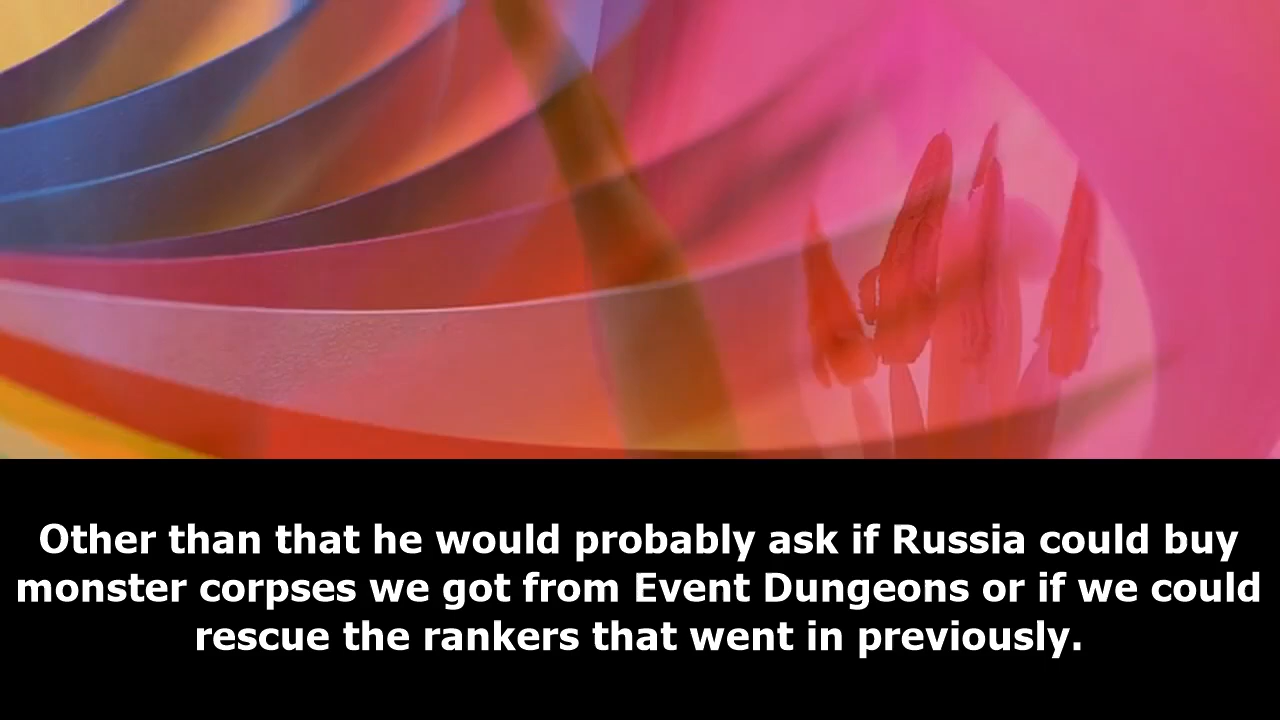 Other than that he would probably ask if Russia could buy
monster corpses we got from Event Dungeons or if we could
rescue the rankers that went in previously.